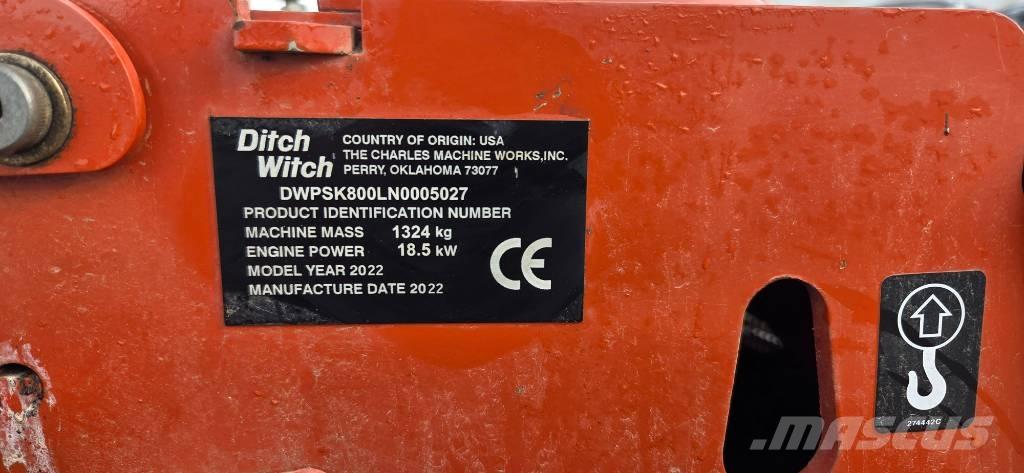 Ditch Witch
COUNTRY OF ORIGIN: USA
THE CHARLES MACHINE WORKS,INC.
PERRY, OKLAHOMA 73077
DWPSK800LN0005027
PRODUCT IDENTIFICATION NUMBER
MACHINE MASS 1324 kg
ENGINE POWER 18.5 kW
MODEL YEAR 2022
MANUFACTURE DATE 2022
CE
274442C
MASCUS